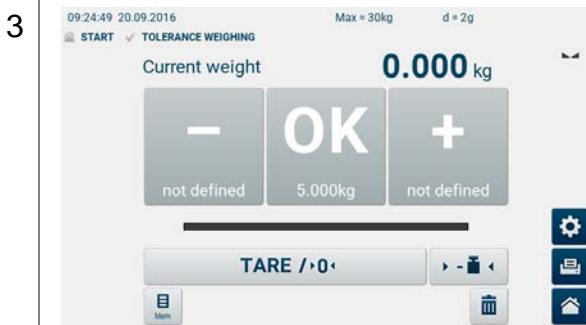 3
09:24:49 20.09.2016 Max = 30kg d = 2g
START TOLERANCE WEIGHING
Current weight 0.000 kg
− OK +
not defined 5.000kg not defined
TARE / 0
-
Mem